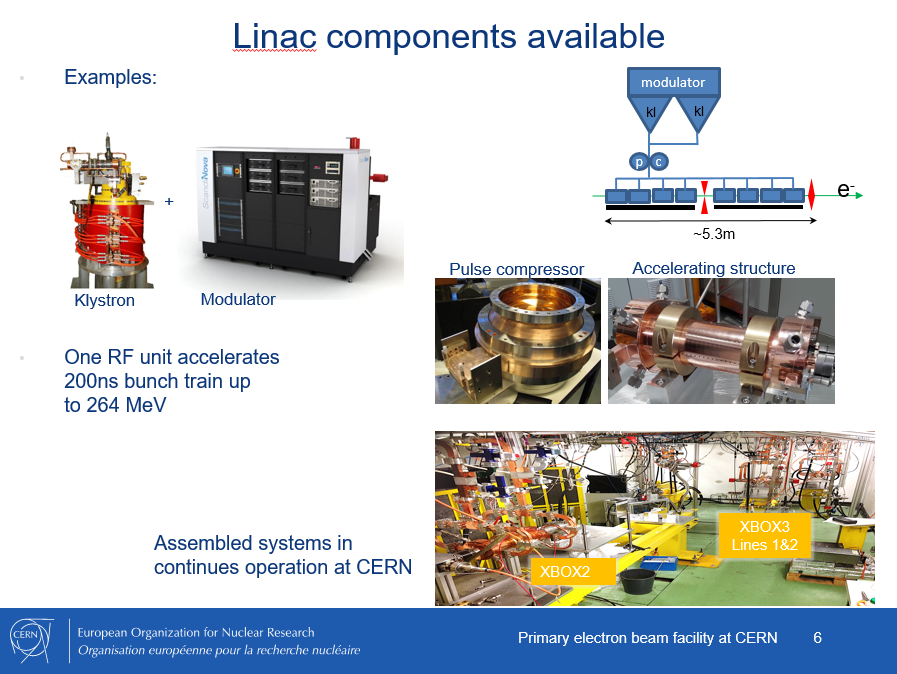 Linac components available
Examples:
modulator
kl kl
p c
e-
~5.3m
ScandiNova
+
Klystron
Modulator
Pulse compressor
Accelerating structure
One RF unit accelerates
200ns bunch train up
to 264 MeV
Assembled systems in
continues operation at CERN
XBOX3
Lines 1&2
XBOX2
CERN
European Organization for Nuclear Research
Organisation européenne pour la recherche nucléaire
Primary electron beam facility at CERN
6